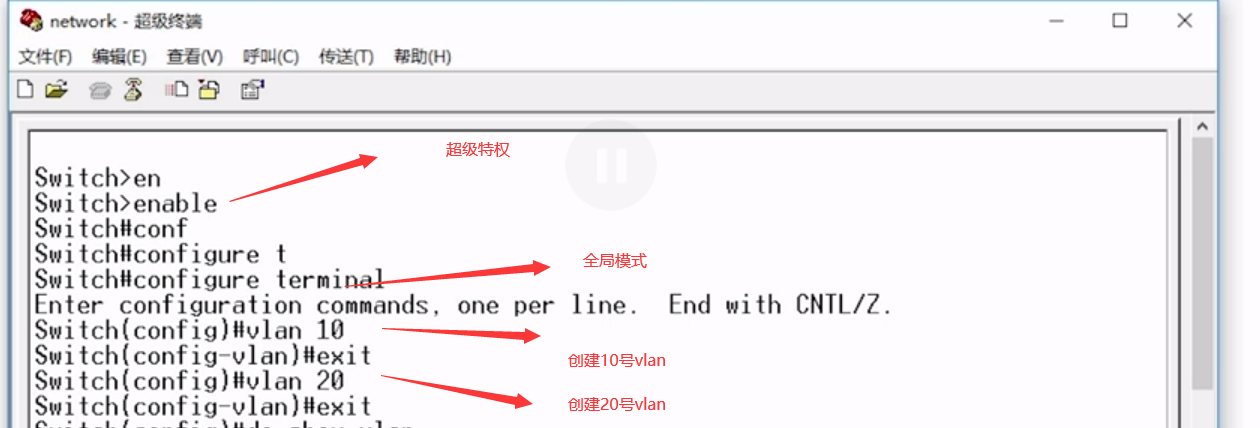 network - 超级终端
文件(F) 编辑(E) 查看(V) 呼叫(C) 传送(T) 帮助(H)
超级特权
Switch>en
Switch>enable
Switch#conf
Switch#configure t
全局模式
Switch#configure terminal
Enter configuration commands, one per line.  End with CNTL/Z.
Switch(config)#vlan 10
Switch(config-vlan)#exit
创建10号vlan
Switch(config)#vlan 20
Switch(config-vlan)#exit
创建20号vlan